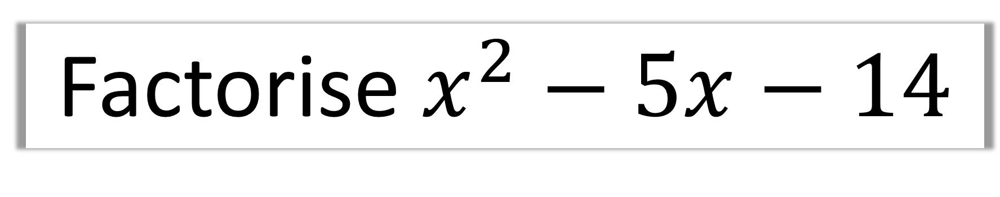 Factorise x² − 5x − 14